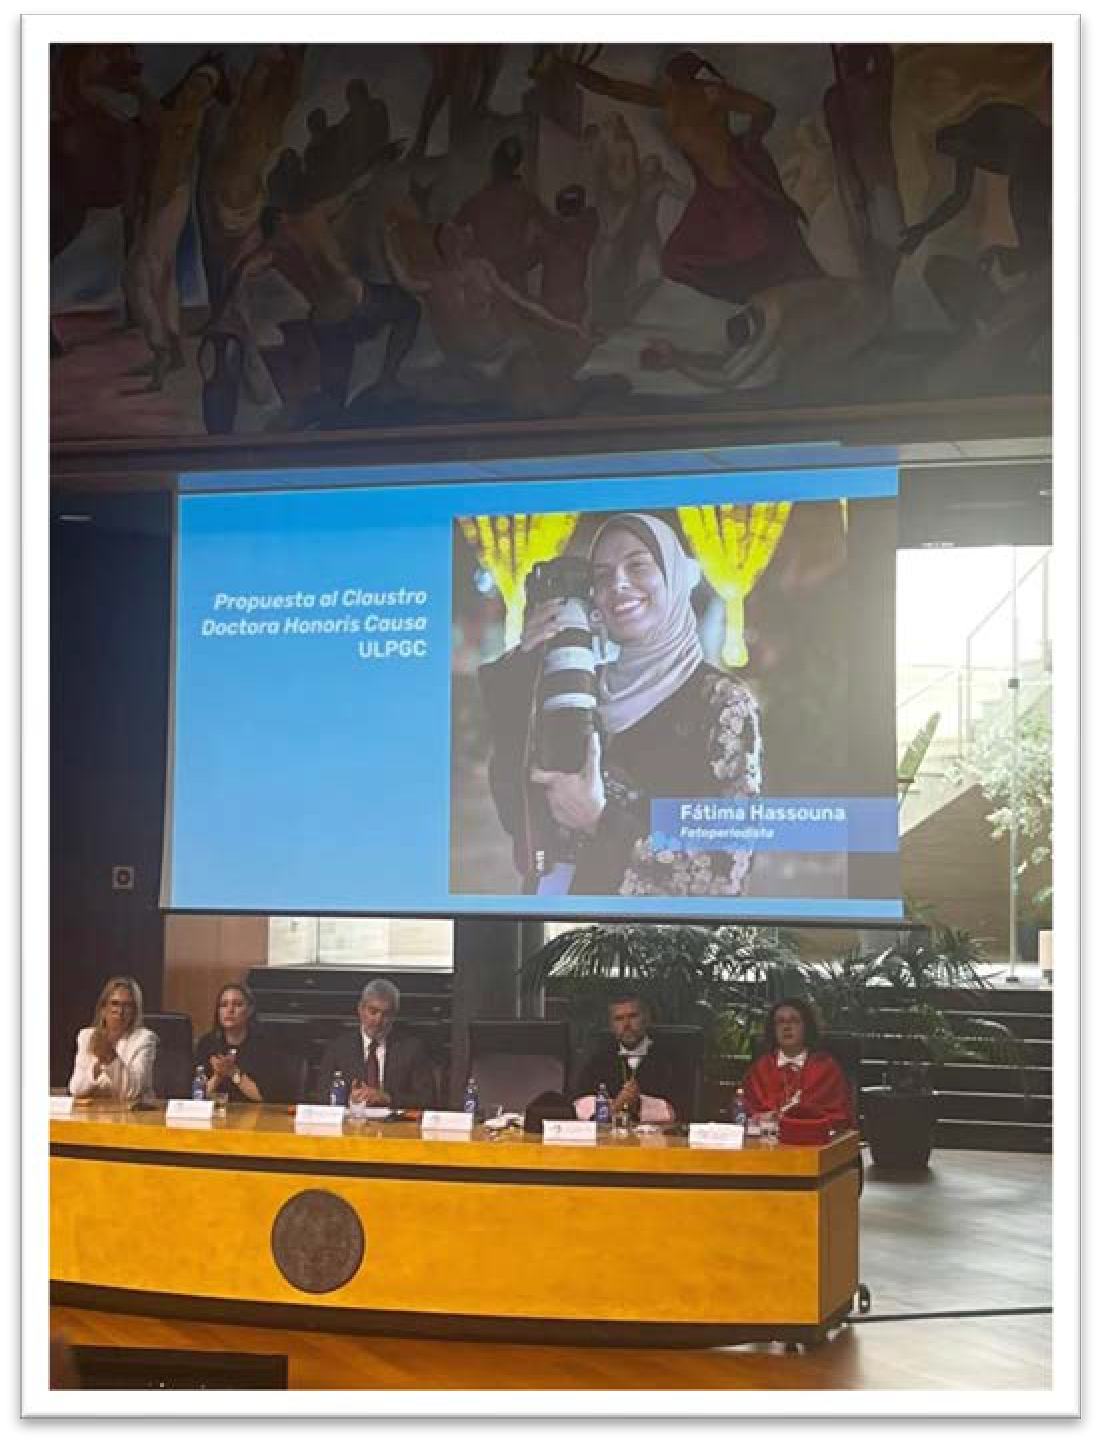 Propuesta al Claustro
Doctora Honoris Causa
ULPGC
Fátima Hassouna
Fotoperiodista